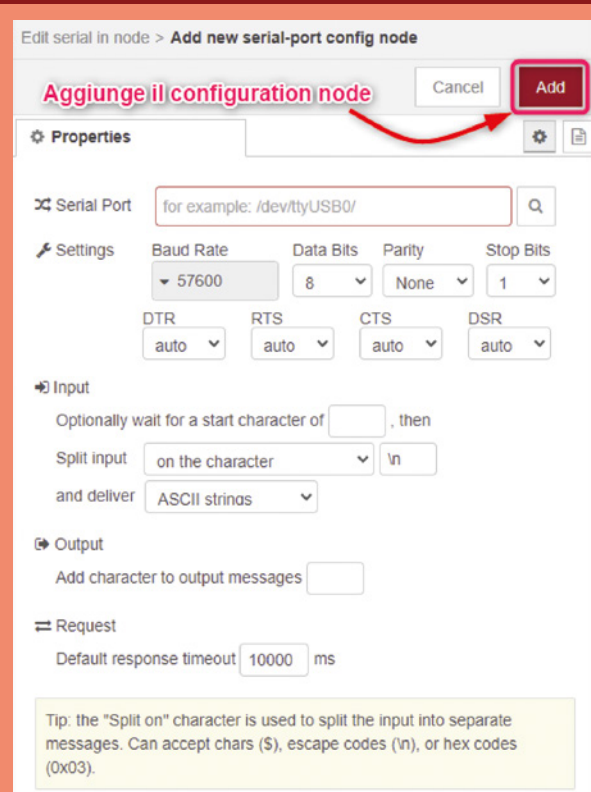 Edit serial in node > Add new serial-port config node
Aggiunge il configuration node
Cancel
Add
Properties
Serial Port
for example: /dev/ttyUSB0/
Settings
Baud Rate
Data Bits
Parity
Stop Bits
57600
8
None
1
DTR
RTS
CTS
DSR
auto
auto
auto
auto
Input
Optionally wait for a start character of
, then
Split input
on the character
\n
and deliver
ASCII strings
Output
Add character to output messages
Request
Default response timeout
10000
ms
Tip: the "Split on" character is used to split the input into separate
messages. Can accept chars ($), escape codes (\n), or hex codes
(0x03).